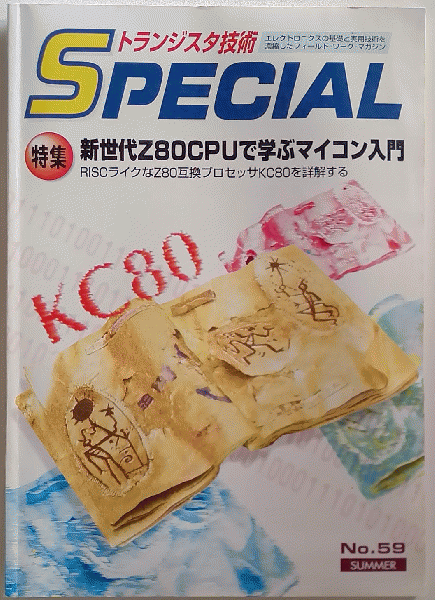 トランジスタ技術
エレクトロニクスの基礎と実用技術を
満載したフィールド・ワーク・マガジン
SPECIAL
特集
新世代Z80CPUで学ぶマイコン入門
RISCライクなZ80互換プロセッサKC80を詳解する
KC80
No.59
SUMMER